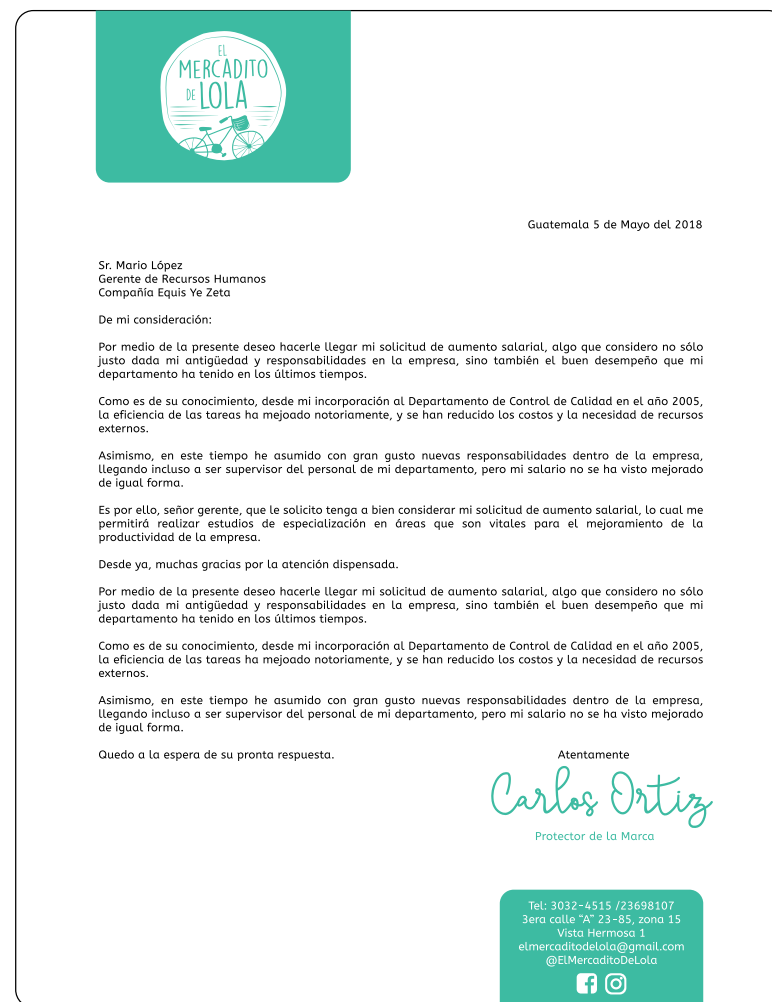 EL
MERCADITO
DE LOLA
Guatemala 5 de Mayo del 2018
Sr. Mario López
Gerente de Recursos Humanos
Compañía Equis Ye Zeta
De mi consideración:
Por medio de la presente deseo hacerle llegar mi solicitud de aumento salarial, algo que considero no sólo
justo dada mi antigüedad y responsabilidades en la empresa, sino también el buen desempeño que mi
departamento ha tenido en los últimos tiempos.
Como es de su conocimiento, desde mi incorporación al Departamento de Control de Calidad en el año 2005,
la eficiencia de las tareas ha mejoado notoriamente, y se han reducido los costos y la necesidad de recursos
externos.
Asimismo, en este tiempo he asumido con gran gusto nuevas responsabilidades dentro de la empresa,
llegando incluso a ser supervisor del personal de mi departamento, pero mi salario no se ha visto mejorado
de igual forma.
Es por ello, señor gerente, que le solicito tenga a bien considerar mi solicitud de aumento salarial, lo cual me
permitirá realizar estudios de especialización en áreas que son vitales para el mejoramiento de la
productividad de la empresa.
Desde ya, muchas gracias por la atención dispensada.
Por medio de la presente deseo hacerle llegar mi solicitud de aumento salarial, algo que considero no sólo
justo dada mi antigüedad y responsabilidades en la empresa, sino también el buen desempeño que mi
departamento ha tenido en los últimos tiempos.
Como es de su conocimiento, desde mi incorporación al Departamento de Control de Calidad en el año 2005,
la eficiencia de las tareas ha mejoado notoriamente, y se han reducido los costos y la necesidad de recursos
externos.
Asimismo, en este tiempo he asumido con gran gusto nuevas responsabilidades dentro de la empresa,
llegando incluso a ser supervisor del personal de mi departamento, pero mi salario no se ha visto mejorado
de igual forma.
Quedo a la espera de su pronta respuesta.
Atentamente
Carlos Ortiz
Protector de la Marca
Tel: 3032-4515 /23698107
3era calle “A” 23-85, zona 15
Vista Hermosa 1
elmercaditodelola@gmail.com
@ElMercaditoDeLola